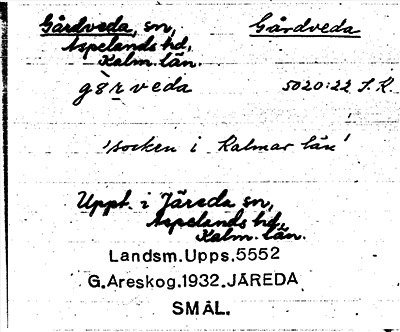 Gårdveda, sn, Gårdveda
Aspelands hd,
Kalm. län.
gårveda 5020:22 J.R.
'socken i Kalmar län'
Uppt. i Järeda sn,
Aspelands hd,
Kalm. län.
Landsm.Upps.5552
G.Areskog.1932.JÄREDA
SMÅL.